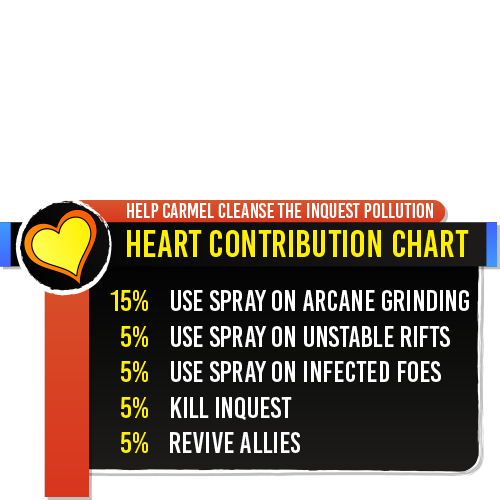 HELP CARMEL CLEANSE THE INQUEST POLLUTION
HEART CONTRIBUTION CHART
15% USE SPRAY ON ARCANE GRINDING
5% USE SPRAY ON UNSTABLE RIFTS
5% USE SPRAY ON INFECTED FOES
5% KILL INQUEST
5% REVIVE ALLIES